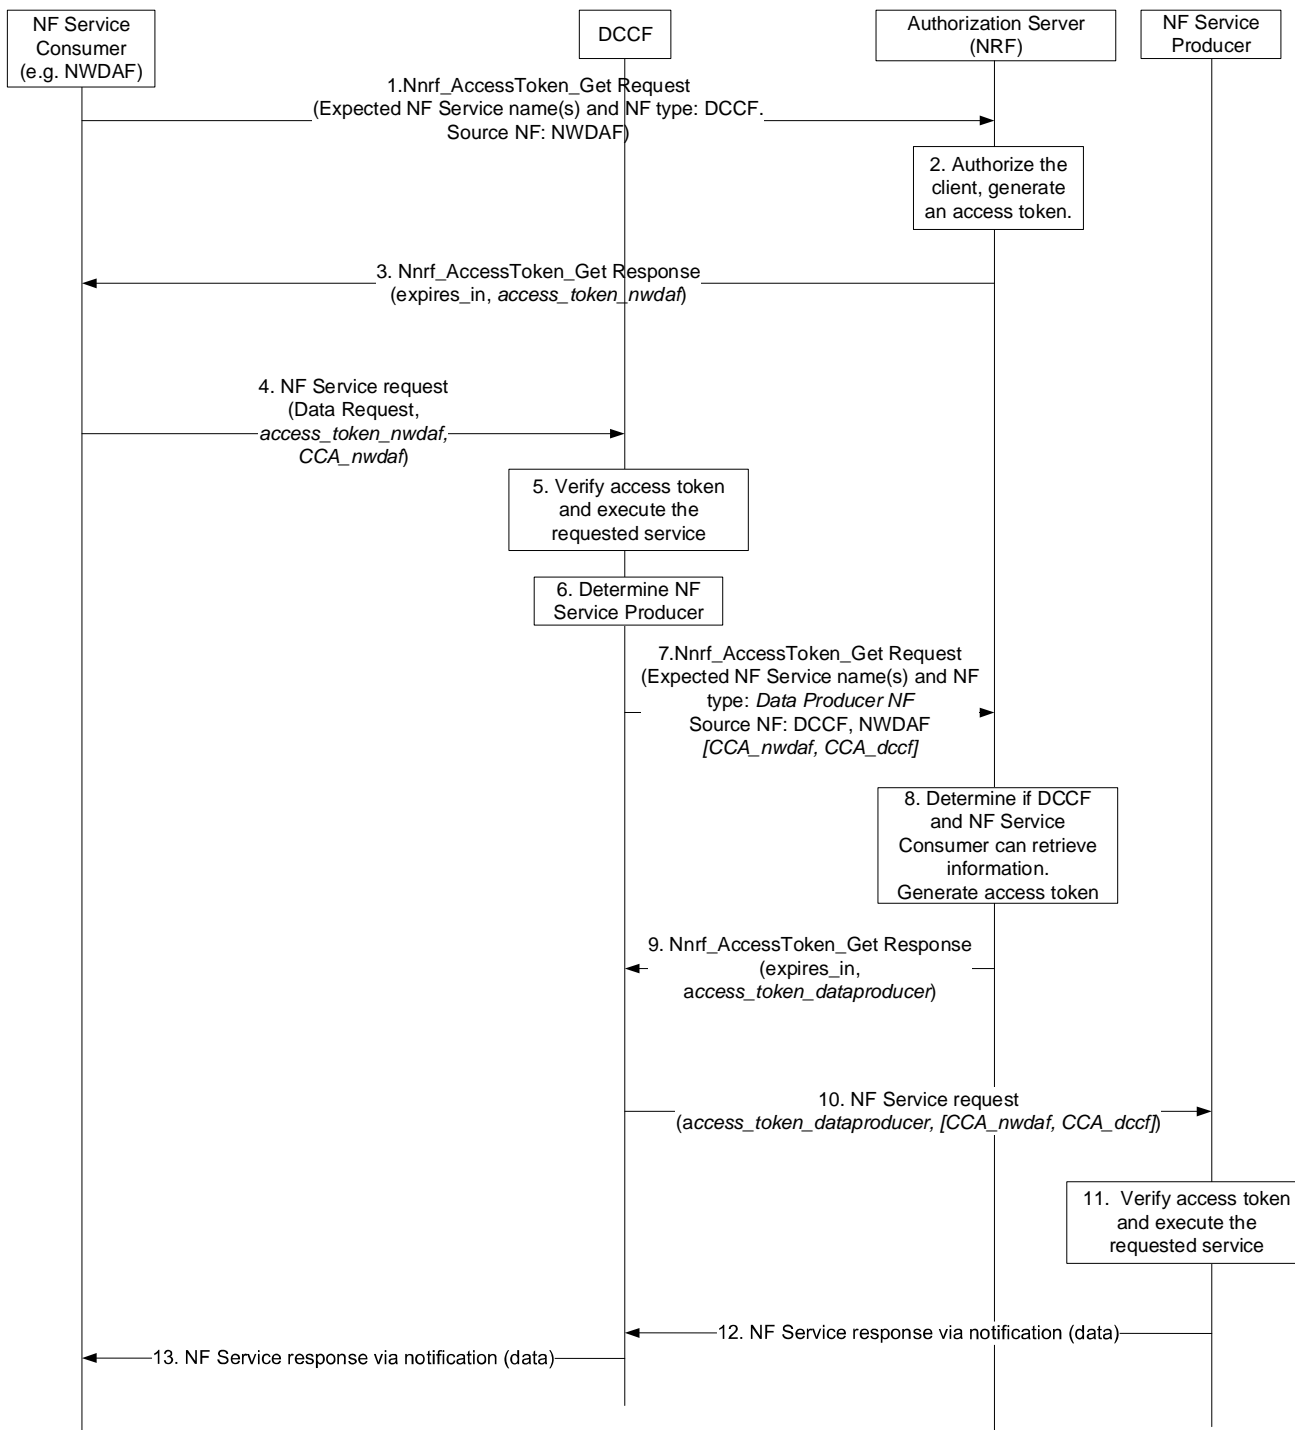 NF Service
Consumer
(e.g. NWDAF)
DCCF
Authorization Server
(NRF)
NF Service
Producer
1.Nnrf_AccessToken_Get Request
(Expected NF Service name(s) and NF type: DCCF.
Source NF: NWDAF)
2. Authorize the
client, generate
an access token.
3. Nnrf_AccessToken_Get Response
(expires_in, access_token_nwdaf)
4. NF Service request
(Data Request,
access_token_nwdaf,
CCA_nwdaf)
5. Verify access token
and execute the
requested service
6. Determine NF
Service Producer
7.Nnrf_AccessToken_Get Request
(Expected NF Service name(s) and NF
type: Data Producer NF
Source NF: DCCF, NWDAF
[CCA_nwdaf, CCA_dccf]
8. Determine if DCCF
and NF Service
Consumer can retrieve
information.
Generate access token
9. Nnrf_AccessToken_Get Response
(expires_in,
access_token_dataproducer)
10. NF Service request
(access_token_dataproducer, [CCA_nwdaf, CCA_dccf])
11. Verify access token
and execute the
requested service
12. NF Service response via notification (data)
13. NF Service response via notification (data)